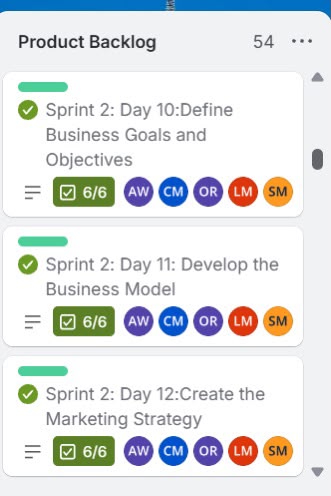 Product Backlog 54 ...
Sprint 2: Day 10:Define
Business Goals and
Objectives
6/6 AW CM OR LM SM
Sprint 2: Day 11: Develop the
Business Model
6/6 AW CM OR LM SM
Sprint 2: Day 12:Create the
Marketing Strategy
6/6 AW CM OR LM SM